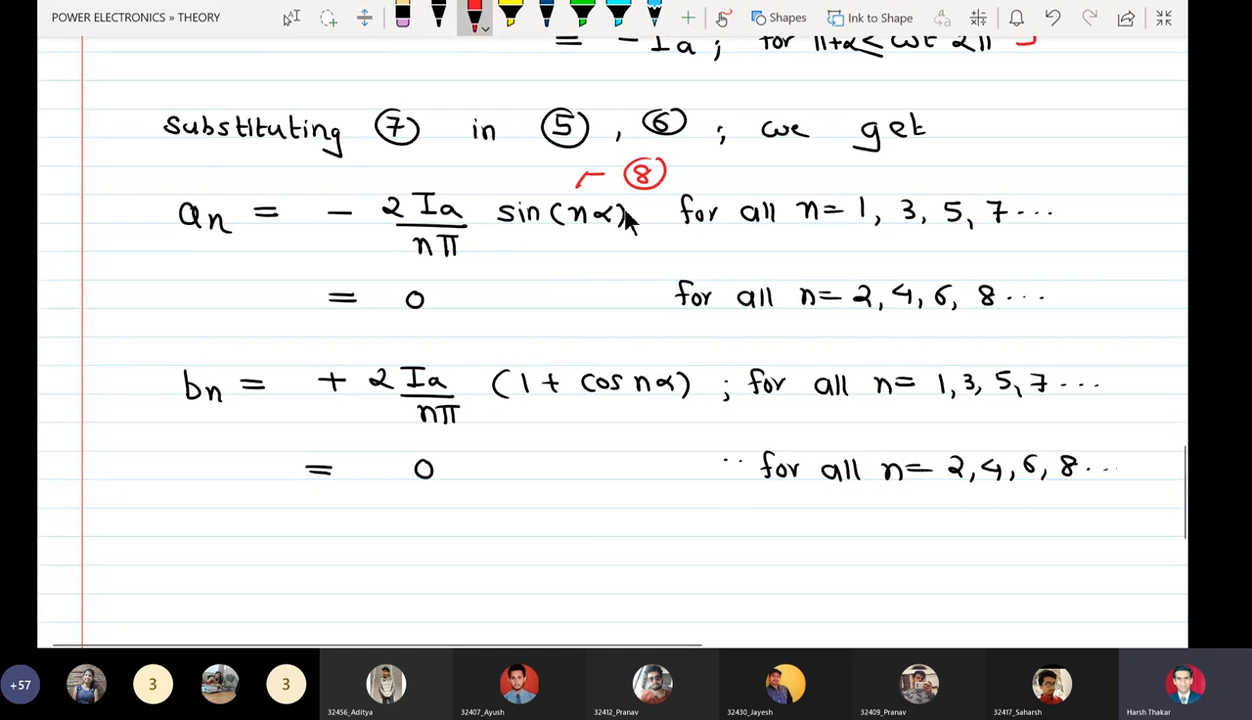 POWER ELECTRONICS » THEORY
Shapes
Ink to Shape
= - Ia ; for π+α ≤ ωt 2π
Substituting ⑦ in ⑤ , ⑥ ; we get
⑧
an = - 2Ia/nπ sin(nα) for all n= 1, 3, 5, 7...
= 0 for all n= 2, 4, 6, 8...
bn = + 2Ia/nπ (1 + cos nα) ; for all n= 1, 3, 5, 7...
= 0 for all n= 2, 4, 6, 8...
+57
3
3
32456_Aditya
32407_Ayush
32412_Pranav
32430_Jayesh
32409_Pranav
32417_Saharsh
Harsh Thakar